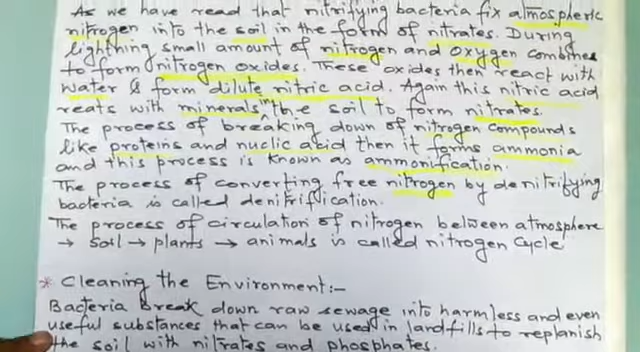 As we have read that nitrifying bacteria fix atmospheric
nitrogen into the soil in the form of nitrates. During
lightning small amount of nitrogen and oxygen combines
to form nitrogen oxides. These oxides then react with
water & form dilute nitric acid. Again this nitric acid
reats with minerals in the soil to form nitrates.
The process of breaking down of nitrogen compounds
like proteins and nuclic acid then it forms ammonia
and this process is known as ammonification.
The process of converting free nitrogen by denitrifying
bacteria is called denitrification.
The process of circulation of nitrogen between atmosphere
→ soil → plants → animals is called nitrogen cycle
* Cleaning the Environment:-
Bacteria break down raw sewage into harmless and even
useful substances that can be used in landfills to replanish
the soil with nitrates and phosphates.